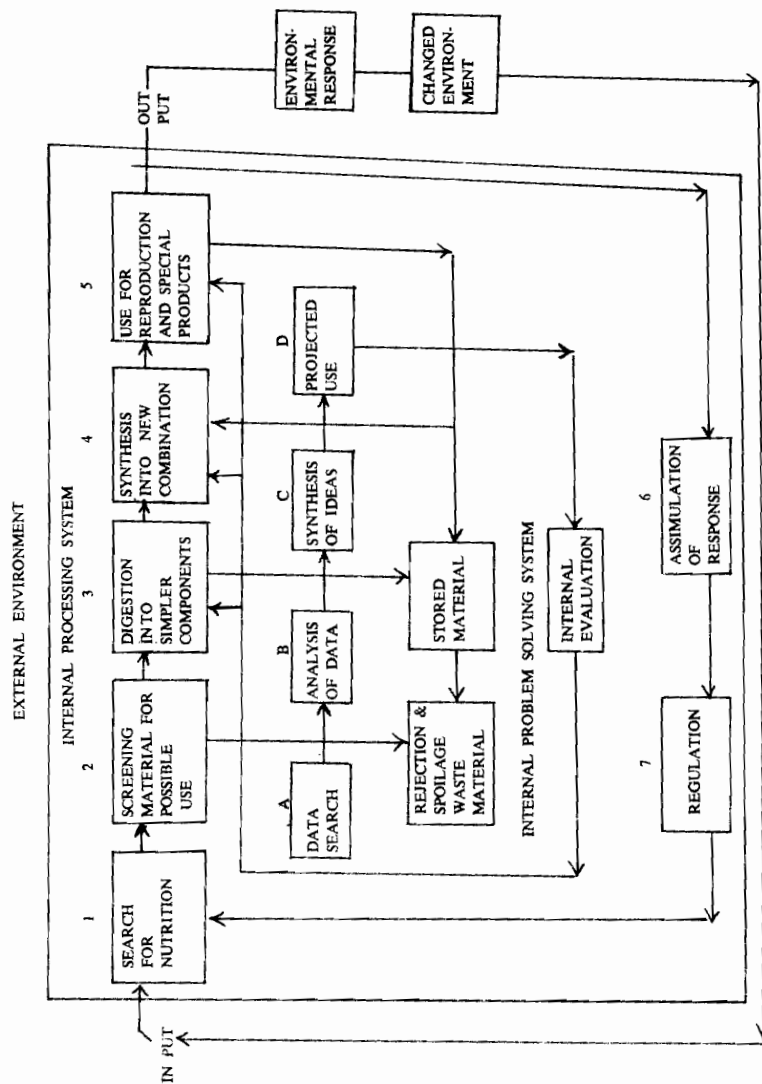 EXTERNAL ENVIRONMENT
INTERNAL PROCESSING SYSTEM
IN PUT
1
SEARCH
FOR
NUTRITION
2
SCREENING
MATERIAL FOR
POSSIBLE
USE
3
DIGESTION
INTO
SIMPLER
COMPONENTS
4
SYNTHESIS
INTO NEW
COMBINATION
5
USE FOR
REPRODUCTION
AND SPECIAL
PRODUCTS
OUT
PUT
ENVIRON-
MENTAL
RESPONSE
CHANGED
ENVIRON-
MENT
A
DATA
SEARCH
B
ANALYSIS
OF DATA
C
SYNTHESIS
OF IDEAS
D
PROJECTED
USE
REJECTION &
SPOILAGE
WASTE
MATERIAL
STORED
MATERIAL
INTERNAL PROBLEM SOLVING SYSTEM
INTERNAL
EVALUATION
6
ASSIMULATION
OF
RESPONSE
7
REGULATION